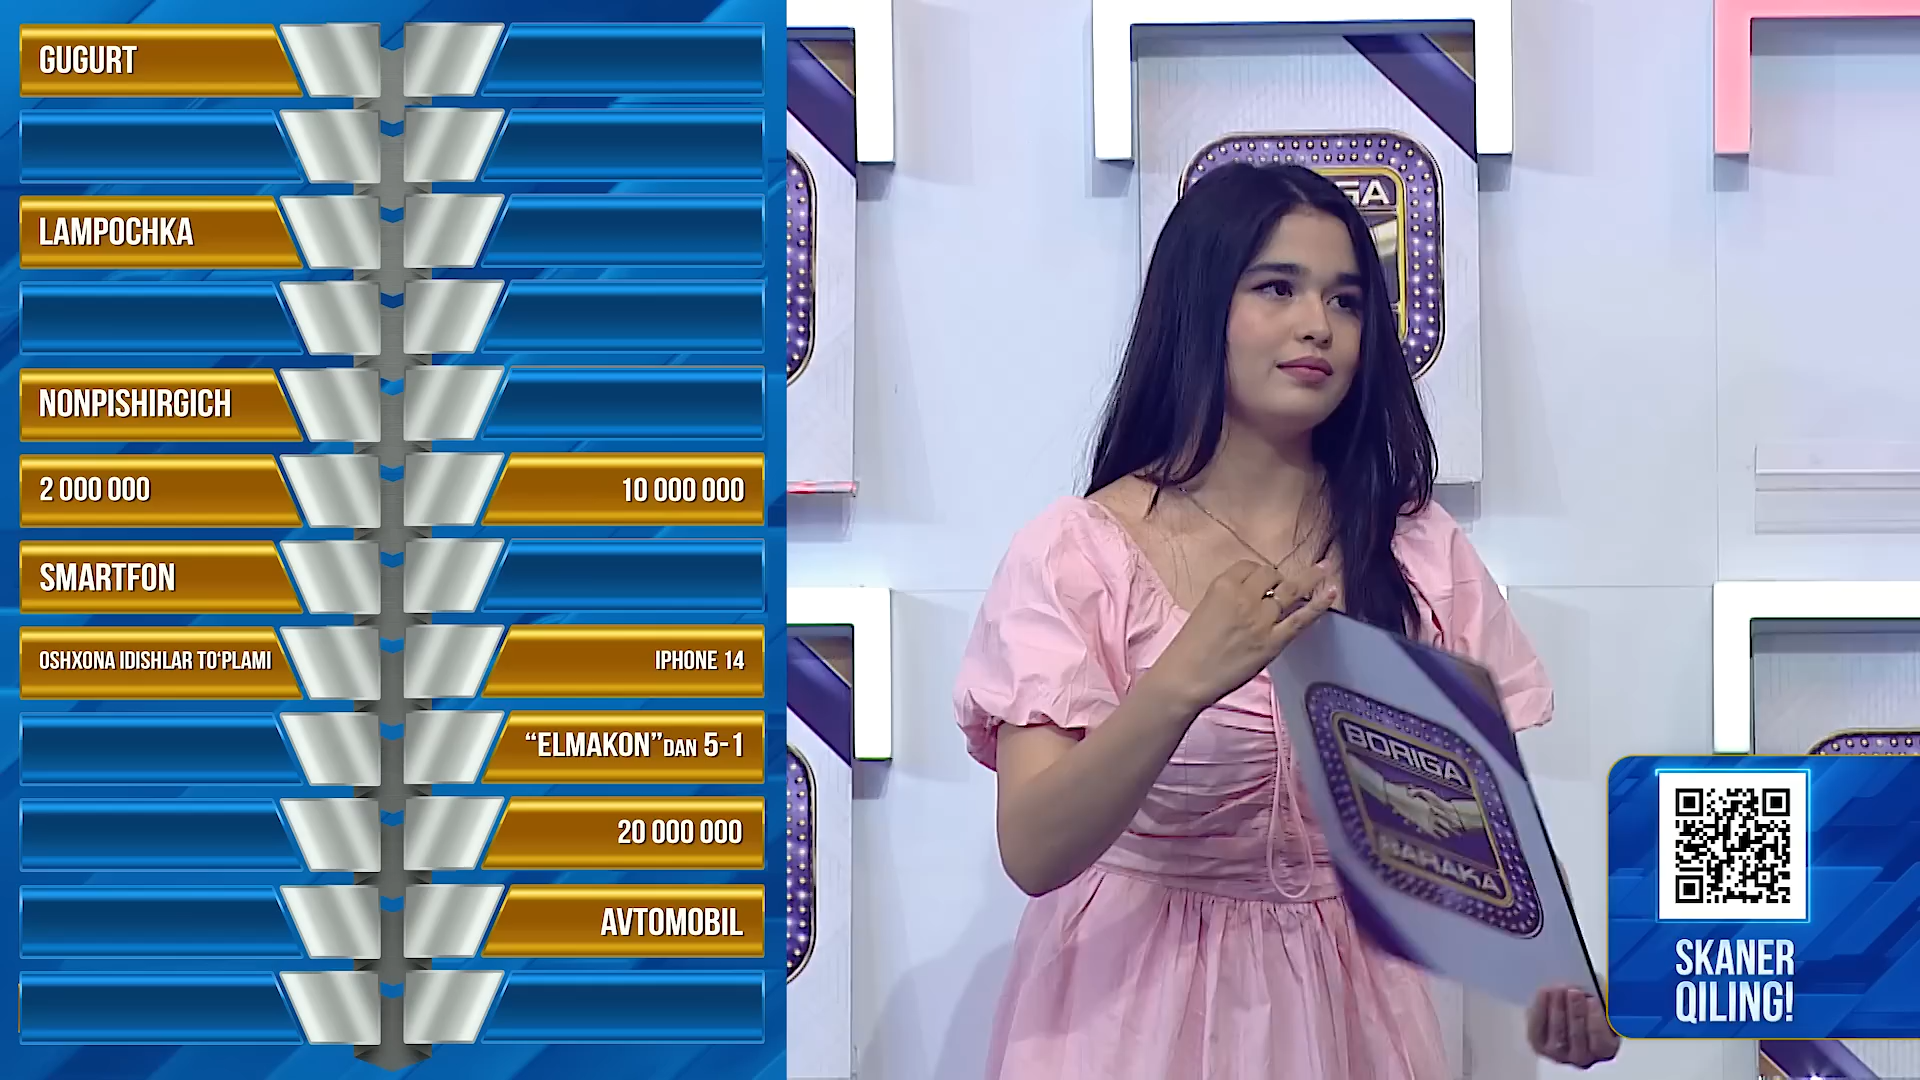 GUGURT
LAMPOCHKA
NONPISHIRGICH
2 000 000
10 000 000
SMARTFON
OSHXONA IDISHLAR TO‘PLAMI
IPHONE 14
“ELMAKON”DAN 5-1
20 000 000
AVTOMOBIL
BORIGA
BARAKA
SKANER
QILING!